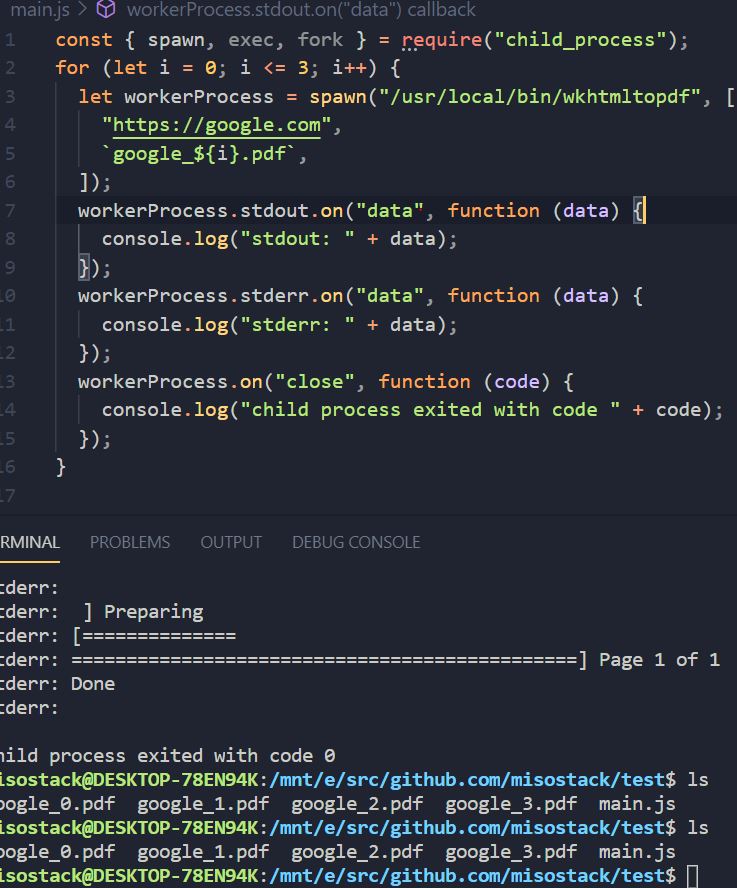 main.js > workerProcess.stdout.on("data") callback
1 const { spawn, exec, fork } = require("child_process");
2 for (let i = 0; i <= 3; i++) {
3 let workerProcess = spawn("/usr/local/bin/wkhtmltopdf", [
4 "https://google.com",
5 `google_${i}.pdf`,
6 ]);
7 workerProcess.stdout.on("data", function (data) {
8 console.log("stdout: " + data);
9 });
10 workerProcess.stderr.on("data", function (data) {
11 console.log("stderr: " + data);
12 });
13 workerProcess.on("close", function (code) {
14 console.log("child process exited with code " + code);
15 });
16 }
17
RMINAL PROBLEMS OUTPUT DEBUG CONSOLE
tderr:
tderr: ] Preparing
tderr: [==============
tderr: ==============================================] Page 1 of 1
tderr: Done
tderr:
hild process exited with code 0
isostack@DESKTOP-78EN94K:/mnt/e/src/github.com/misostack/test$ ls
oogle_0.pdf google_1.pdf google_2.pdf google_3.pdf main.js
isostack@DESKTOP-78EN94K:/mnt/e/src/github.com/misostack/test$ ls
oogle_0.pdf google_1.pdf google_2.pdf google_3.pdf main.js
isostack@DESKTOP-78EN94K:/mnt/e/src/github.com/misostack/test$